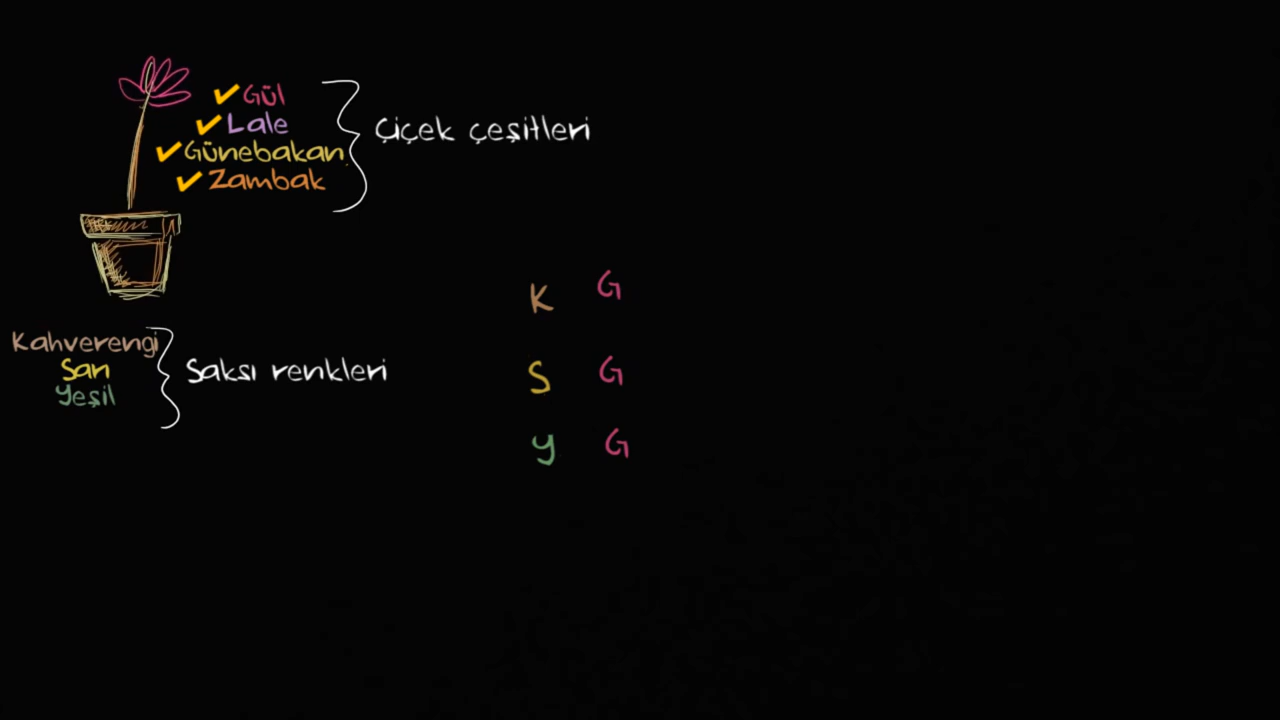 Gül
Lale
Günebakan
Zambak
Çiçek çeşitleri
K G
Kahverengi
Sarı
Yeşil
Saksı renkleri
S G
y G